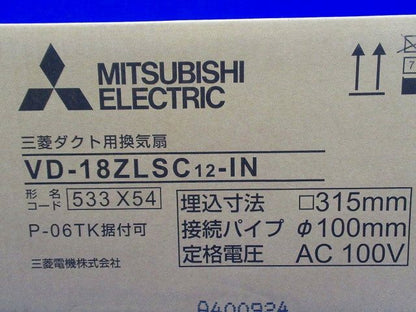 MITSUBISHI
ELECTRIC
三菱ダクト用換気扇
VD-18ZLSC12-IN
形名コード 533 X54
P-06TK据付可
三菱電機株式会社
埋込寸法 □315mm
接続パイプ φ100mm
定格電圧 AC 100V
7